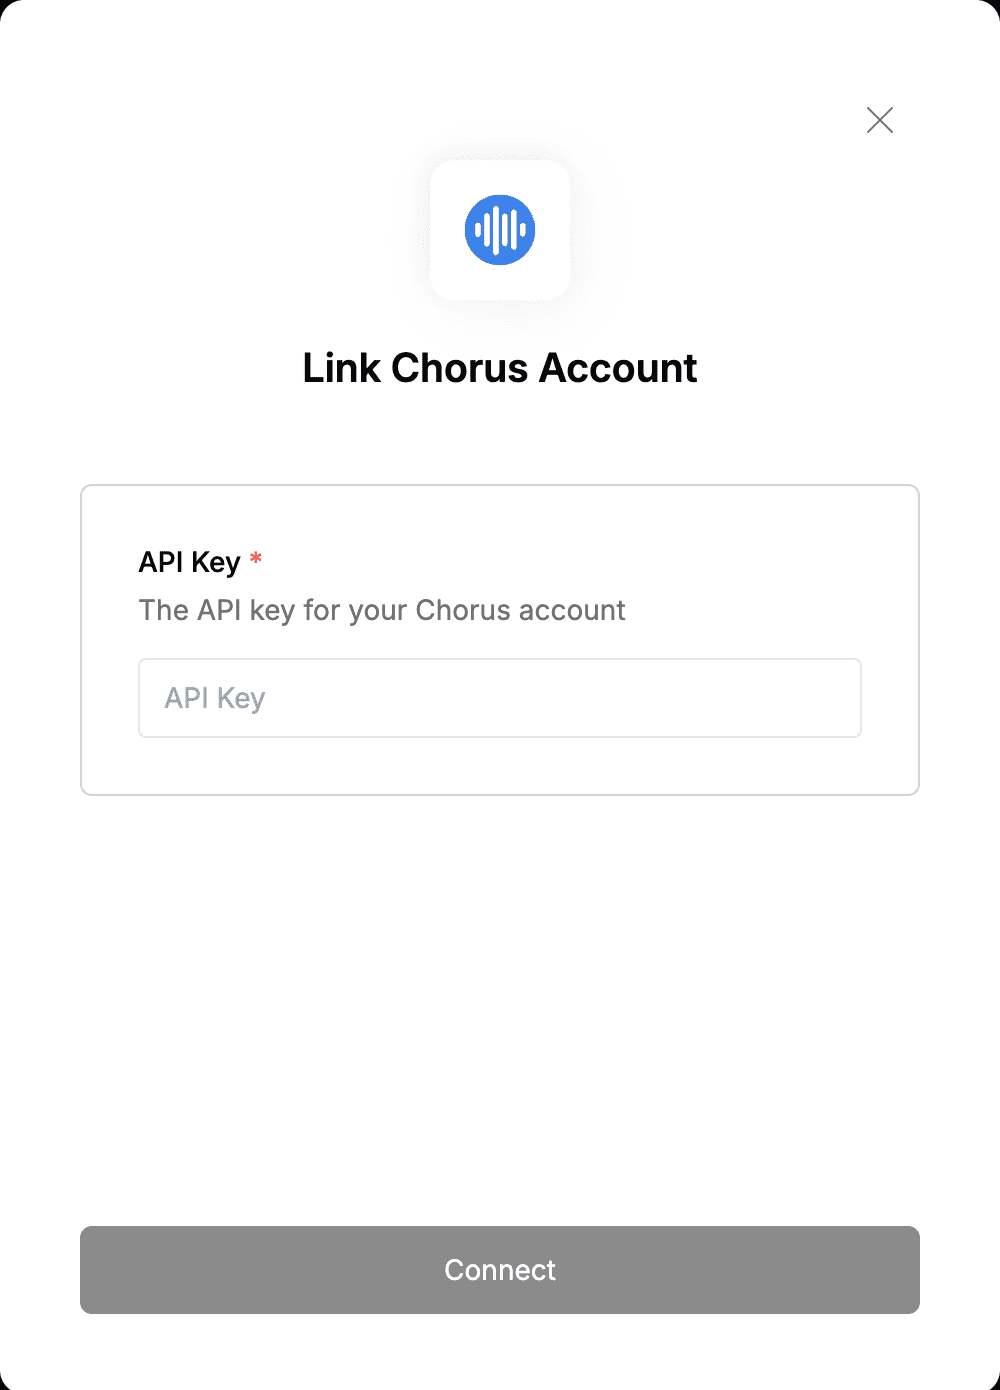 Link Chorus Account
API Key *
The API key for your Chorus account
API Key
Connect